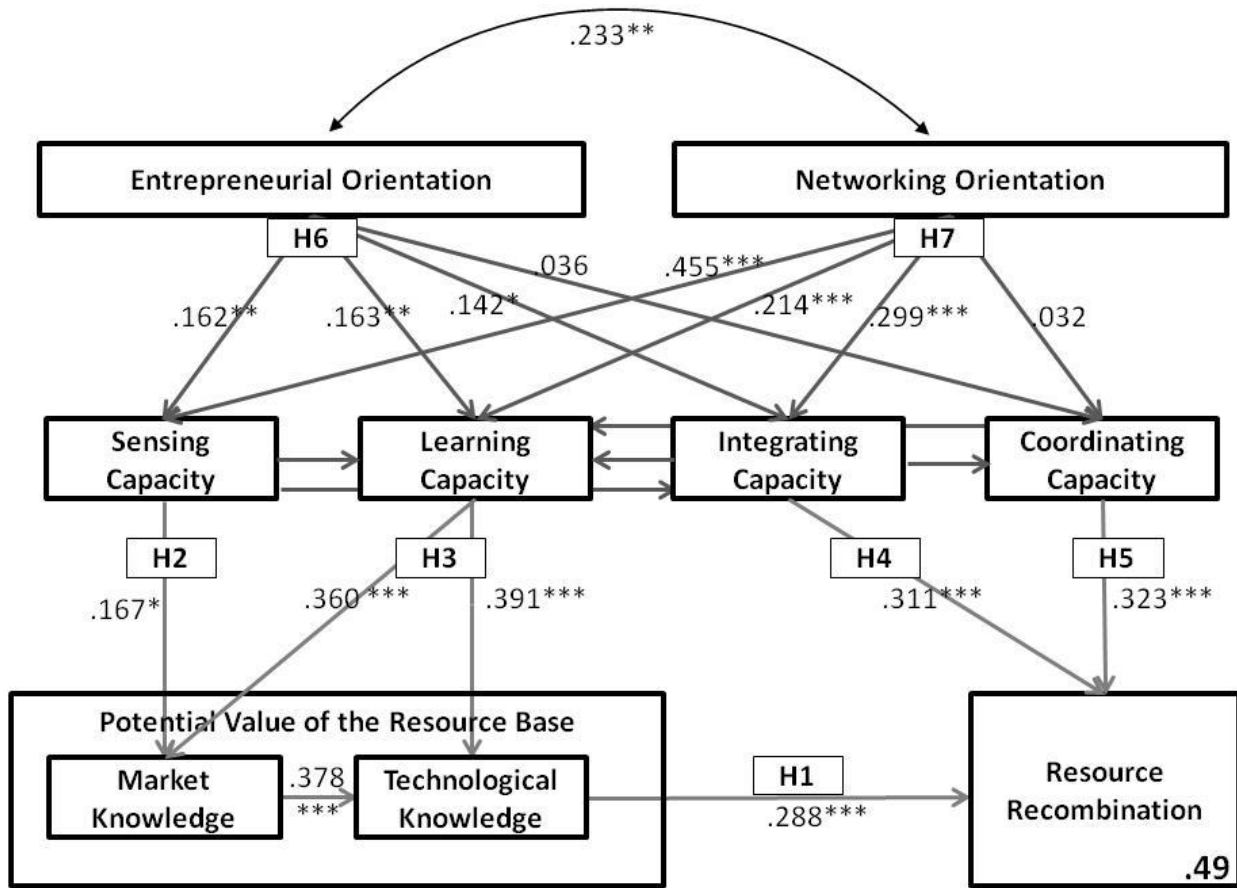 .233**
Entrepreneurial Orientation
Networking Orientation
H6
H7
.036
.455***
.162**
.163**
.142*
.214***
.299***
.032
Sensing
Capacity
Learning
Capacity
Integrating
Capacity
Coordinating
Capacity
H2
H3
H4
H5
.167*
.360***
.391***
.311***
.323***
Potential Value of the Resource Base
Market
Knowledge
.378
***
Technological
Knowledge
H1
.288***
Resource
Recombination
.49